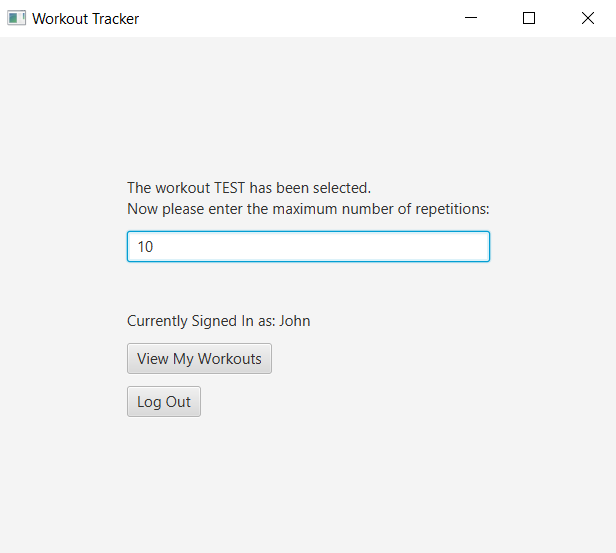 Workout Tracker
The workout TEST has been selected.
Now please enter the maximum number of repetitions:
10
Currently Signed In as: John
View My Workouts
Log Out